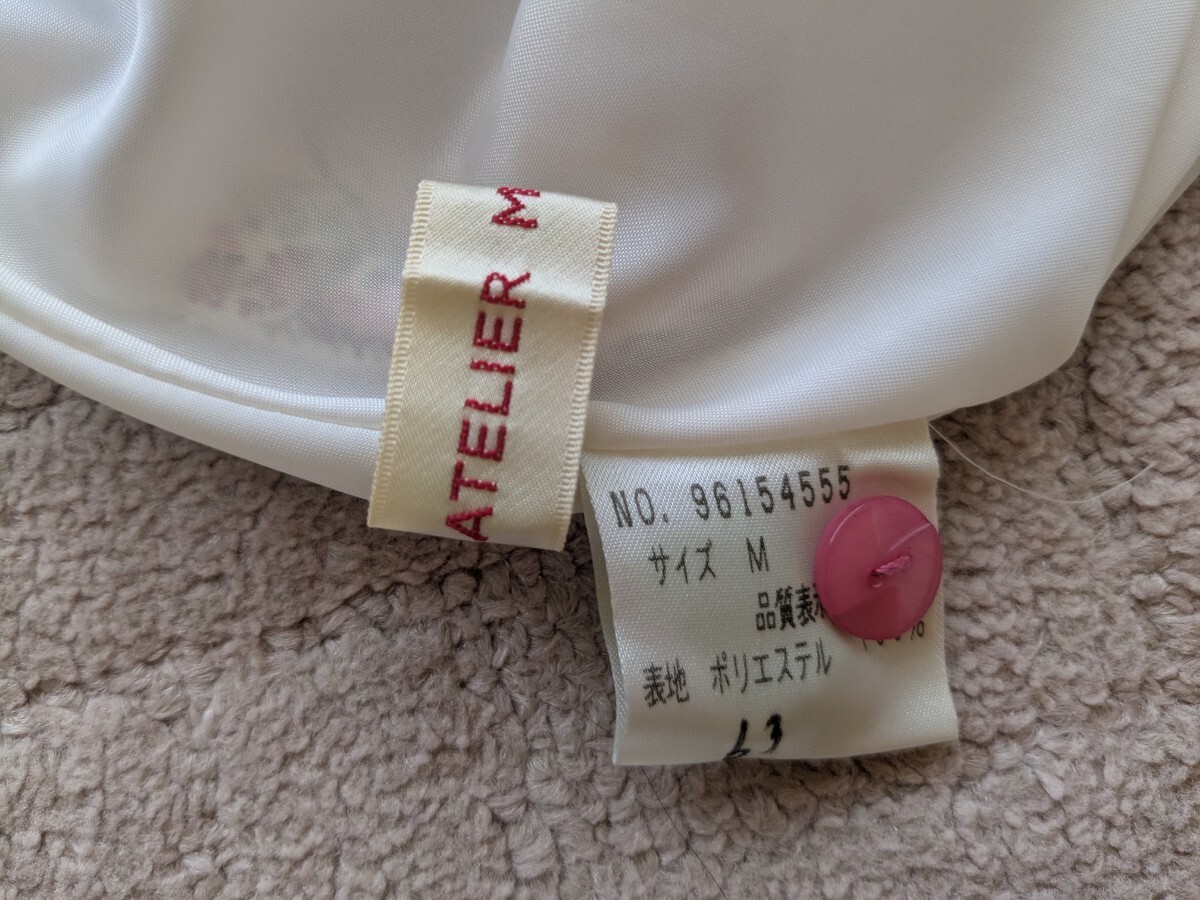 ATELIER M
NO. 96154555
サイズ M
品質表
表地 ポリエステル